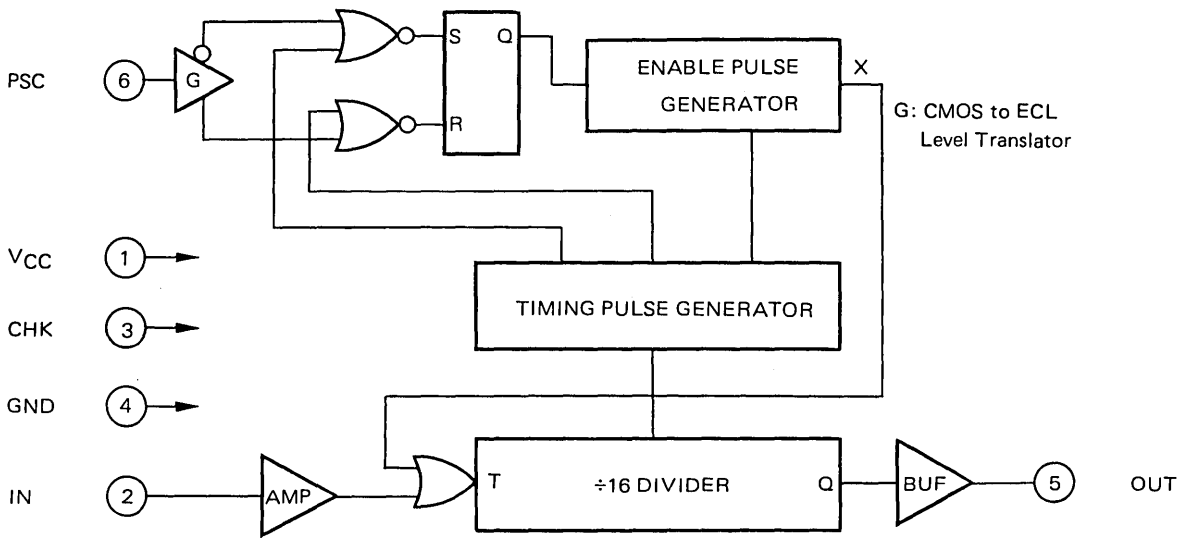 S Q
ENABLE PULSE
GENERATOR
X
PSC 6 G
R
G: CMOS to ECL
Level Translator
VCC 1
TIMING PULSE GENERATOR
CHK 3
GND 4
IN 2 AMP T ÷16 DIVIDER Q BUF 5 OUT